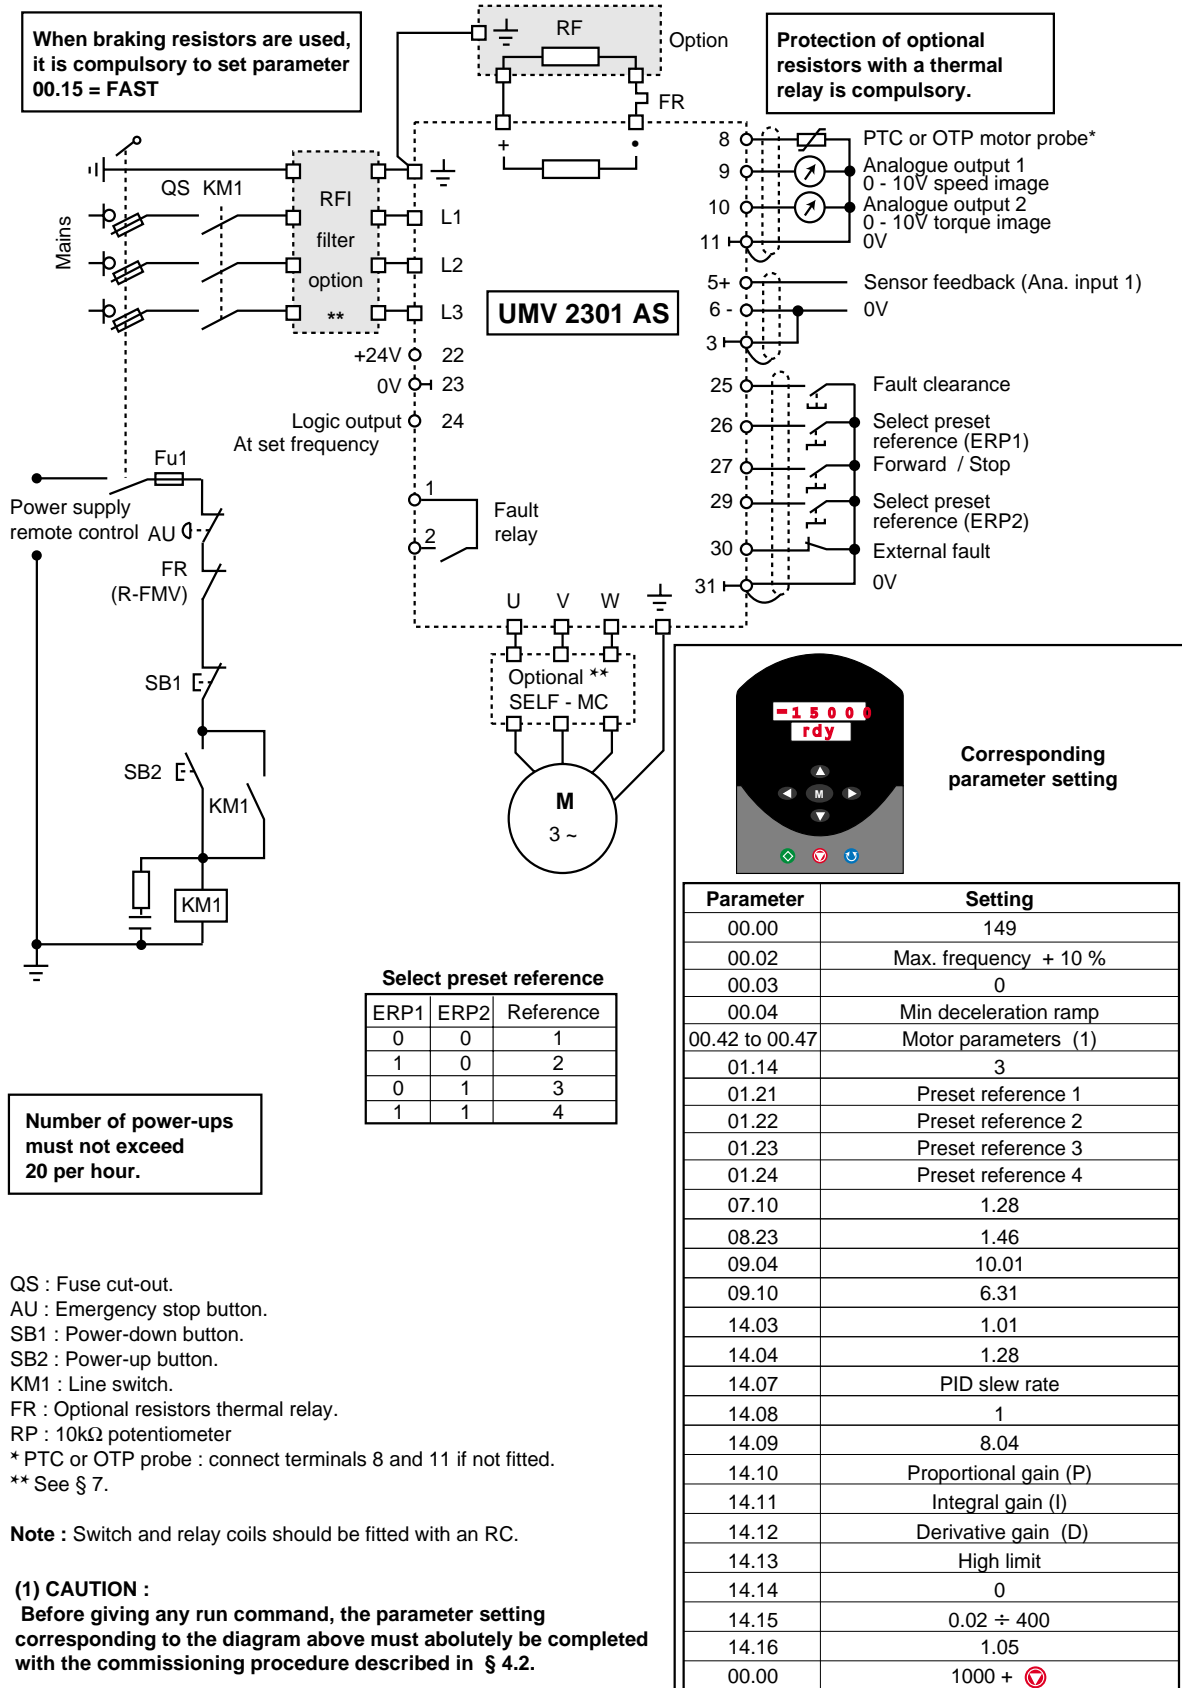 When braking resistors are used,
it is compulsory to set parameter
00.15 = FAST
RF
Option
FR
Protection of optional
resistors with a thermal
relay is compulsory.
+
•
8
PTC or OTP motor probe*
9
Analogue output 1
0 - 10V speed image
10
Analogue output 2
0 - 10V torque image
11
0V
5+
Sensor feedback (Ana. input 1)
6 -
0V
3
Mains
QS KM1
RFI
filter
option
**
L1
L2
L3
UMV 2301 AS
+24V
22
0V
23
Logic output
At set frequency
24
25
Fault clearance
26
Select preset
reference (ERP1)
27
Forward / Stop
29
Select preset
reference (ERP2)
30
External fault
31
0V
1
2
Fault
relay
Fu1
Power supply
remote control
AU
FR
(R-FMV)
SB1
SB2
KM1
KM1
U V W
Optional **
SELF - MC
M
3 ~
-15000
rdy
M
Corresponding
parameter setting
Select preset reference
ERP1 ERP2 Reference
0 0 1
1 0 2
0 1 3
1 1 4
Number of power-ups
must not exceed
20 per hour.
Parameter Setting
00.00 149
00.02 Max. frequency + 10 %
00.03 0
00.04 Min deceleration ramp
00.42 to 00.47 Motor parameters (1)
01.14 3
01.21 Preset reference 1
01.22 Preset reference 2
01.23 Preset reference 3
01.24 Preset reference 4
07.10 1.28
08.23 1.46
09.04 10.01
09.10 6.31
14.03 1.01
14.04 1.28
14.07 PID slew rate
14.08 1
14.09 8.04
14.10 Proportional gain (P)
14.11 Integral gain (I)
14.12 Derivative gain (D)
14.13 High limit
14.14 0
14.15 0.02 ÷ 400
14.16 1.05
00.00 1000 +
QS : Fuse cut-out.
AU : Emergency stop button.
SB1 : Power-down button.
SB2 : Power-up button.
KM1 : Line switch.
FR : Optional resistors thermal relay.
RP : 10kΩ potentiometer
* PTC or OTP probe : connect terminals 8 and 11 if not fitted.
** See § 7.
Note : Switch and relay coils should be fitted with an RC.
(1) CAUTION :
Before giving any run command, the parameter setting
corresponding to the diagram above must abolutely be completed
with the commissioning procedure described in § 4.2.